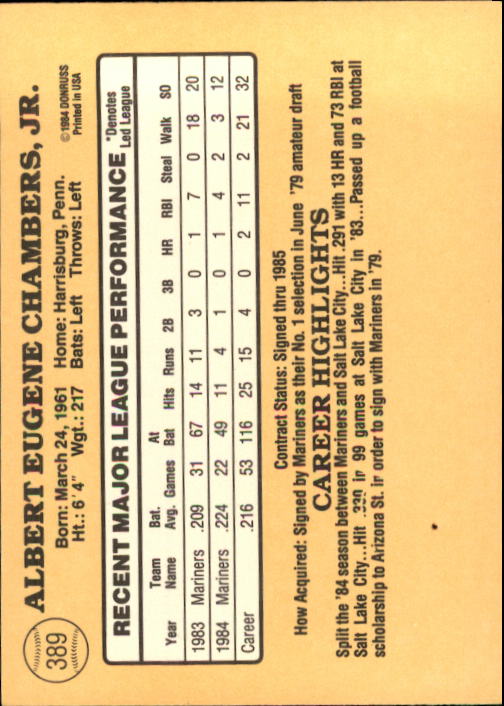 389
ALBERT EUGENE CHAMBERS, JR.
Born: March 24, 1961 Home: Harrisburg, Penn.
Ht.: 6'4" Wgt.: 217 Bats: Left Throws: Left
©1984 DONRUSS
Printed in USA
RECENT MAJOR LEAGUE PERFORMANCE *Denotes Led League
Year Team Name Bat. Avg. Games At Bat Hits Runs 2B 3B HR RBI Steal Walk SO
1983 Mariners .209 31 67 14 11 3 0 1 7 0 18 20
1984 Mariners .224 22 49 11 4 1 0 1 4 2 3 12
Career .216 53 116 25 15 4 0 2 11 2 21 32
Contract Status: Signed thru 1985
How Acquired: Signed by Mariners as their No. 1 selection in June '79 amateur draft
CAREER HIGHLIGHTS
Split the '84 season between Mariners and Salt Lake City...Hit .291 with 13 HR and 73 RBI at
Salt Lake City...Hit in 99 games at Salt Lake City in '83...Passed up a football
scholarship to Arizona St. in order to sign with Mariners in '79.